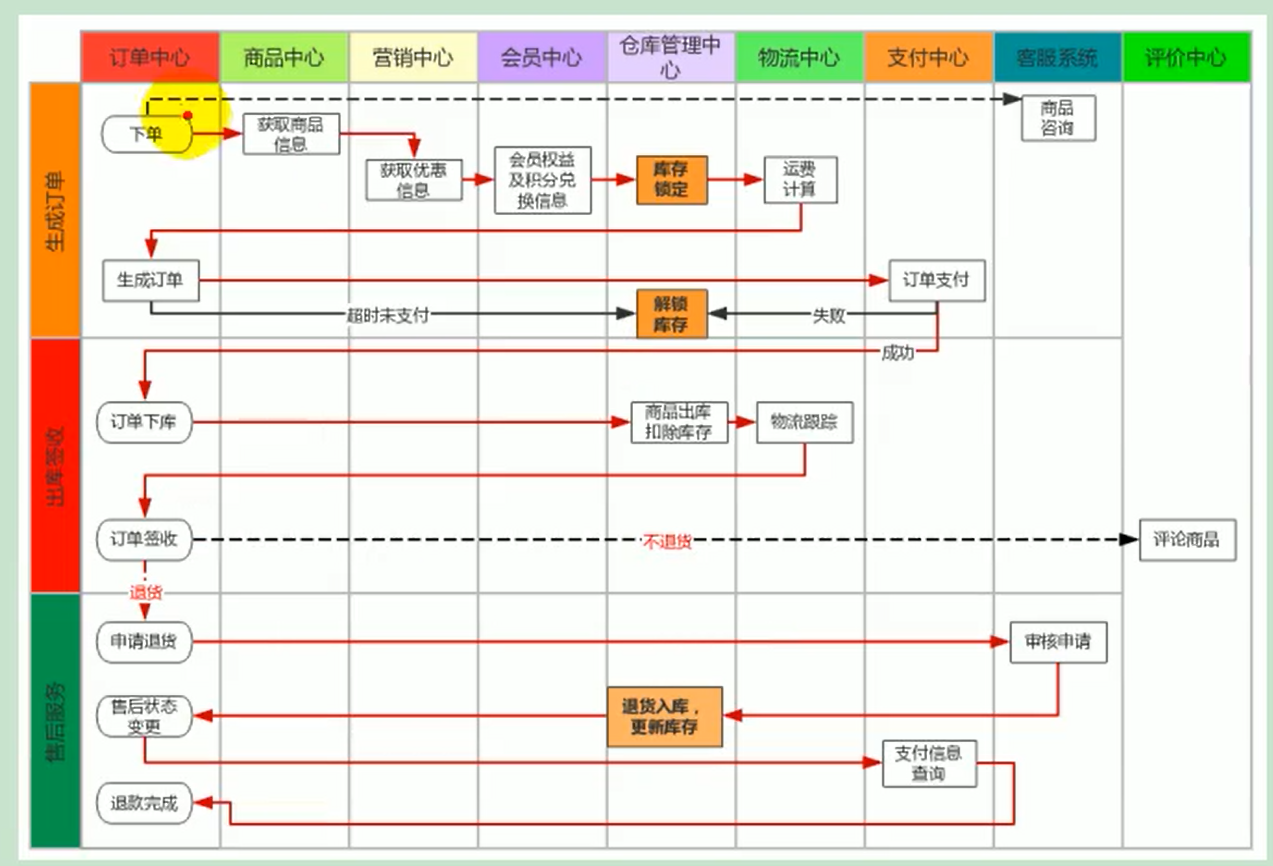 订单中心
商品中心
营销中心
会员中心
仓库管理中
心
物流中心
支付中心
客服系统
评价中心
生成订单
下单
获取商品
信息
商品
咨询
获取优惠
信息
会员权益
及积分兑
换信息
库存
锁定
运费
计算
生成订单
订单支付
超时未支付
解锁
库存
失败
成功
出库签收
订单下库
商品出库
扣除库存
物流跟踪
订单签收
不退货
评论商品
退货
售后服务
申请退货
审核申请
售后状态
变更
退货入库，
更新库存
支付信息
查询
退款完成